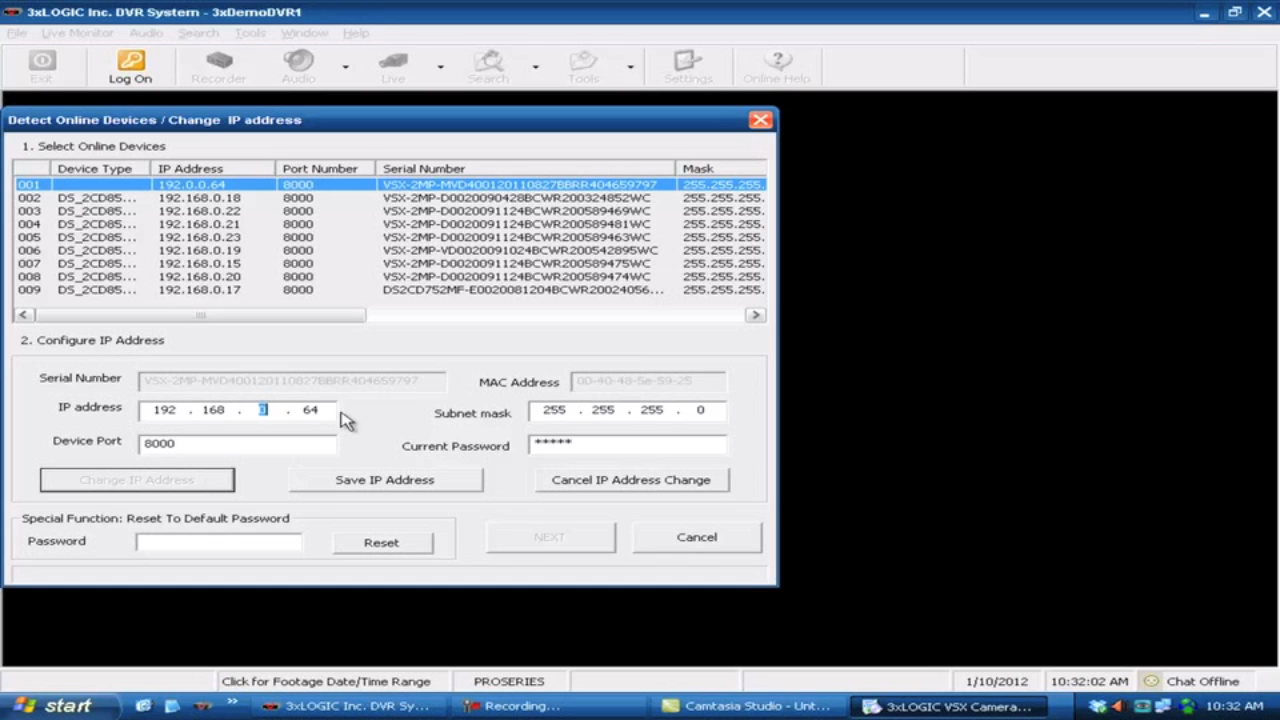 3xLOGIC Inc. DVR System - 3xDemoDVR1
File Live Monitor Audio Search Tools Window Help
Exit Log On Recorder Audio Live Search Tools Settings Online Help
Detect Online Devices / Change IP address
1. Select Online Devices
Device Type IP Address Port Number Serial Number Mask
001 192.0.0.64 8000 VSX-2MP-MVD400120110827BBRR404659797 255.255.255.
002 DS_2CD85... 192.168.0.18 8000 VSX-2MP-D0020090428BCWR200324852WC 255.255.255.
003 DS_2CD85... 192.168.0.22 8000 VSX-2MP-D0020091124BCWR200589469WC 255.255.255.
004 DS_2CD85... 192.168.0.21 8000 VSX-2MP-D0020091124BCWR200589481WC 255.255.255.
005 DS_2CD85... 192.168.0.23 8000 VSX-2MP-D0020091124BCWR200589463WC 255.255.255.
006 DS_2CD85... 192.168.0.19 8000 VSX-2MP-VD0020091024BCWR200542895WC 255.255.255.
007 DS_2CD85... 192.168.0.15 8000 VSX-2MP-D0020091124BCWR200589475WC 255.255.255.
008 DS_2CD85... 192.168.0.20 8000 VSX-2MP-D0020091124BCWR200589474WC 255.255.255.
009 DS_2CD85... 192.168.0.17 8000 DS2CD752MF-E0020081204BCWR20024056... 255.255.255.
2. Configure IP Address
Serial Number VSX-2MP-MVD400120110827BBRR404659797 MAC Address 00-40-48-5e-59-25
IP address 192 . 168 . 0 . 64 Subnet mask 255 . 255 . 255 . 0
Device Port 8000 Current Password *****
Change IP Address Save IP Address Cancel IP Address Change
Special Function: Reset To Default Password
Password Reset NEXT Cancel
Click for Footage Date/Time Range PROSERIES 1/10/2012 10:32:02 AM Chat Offline
start 3xLOGIC Inc. DVR Sy... Recording... Camtasia Studio - Unt... 3xLOGIC VSX Camera... 10:32 AM